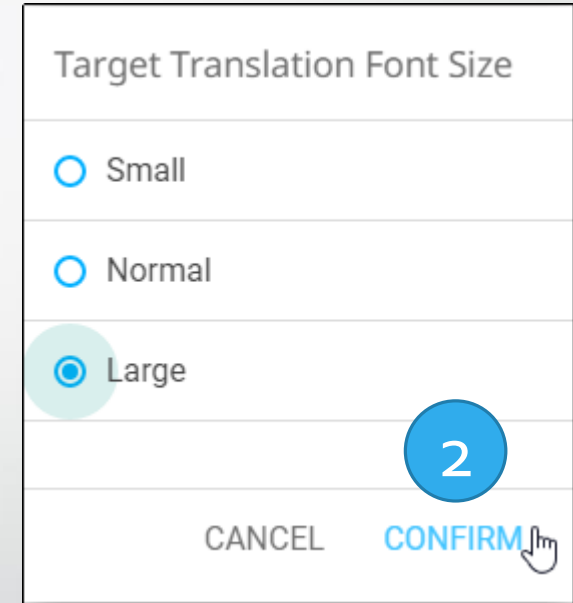 Target Translation Font Size
Small
Normal
Large
2
CANCEL CONFIRM